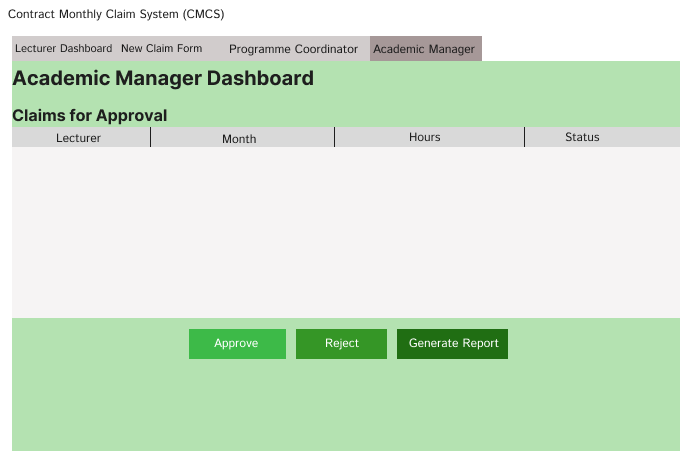 Contract Monthly Claim System (CMCS)
Lecturer Dashboard New Claim Form Programme Coordinator Academic Manager
Academic Manager Dashboard
Claims for Approval
Lecturer Month Hours Status
Approve Reject Generate Report